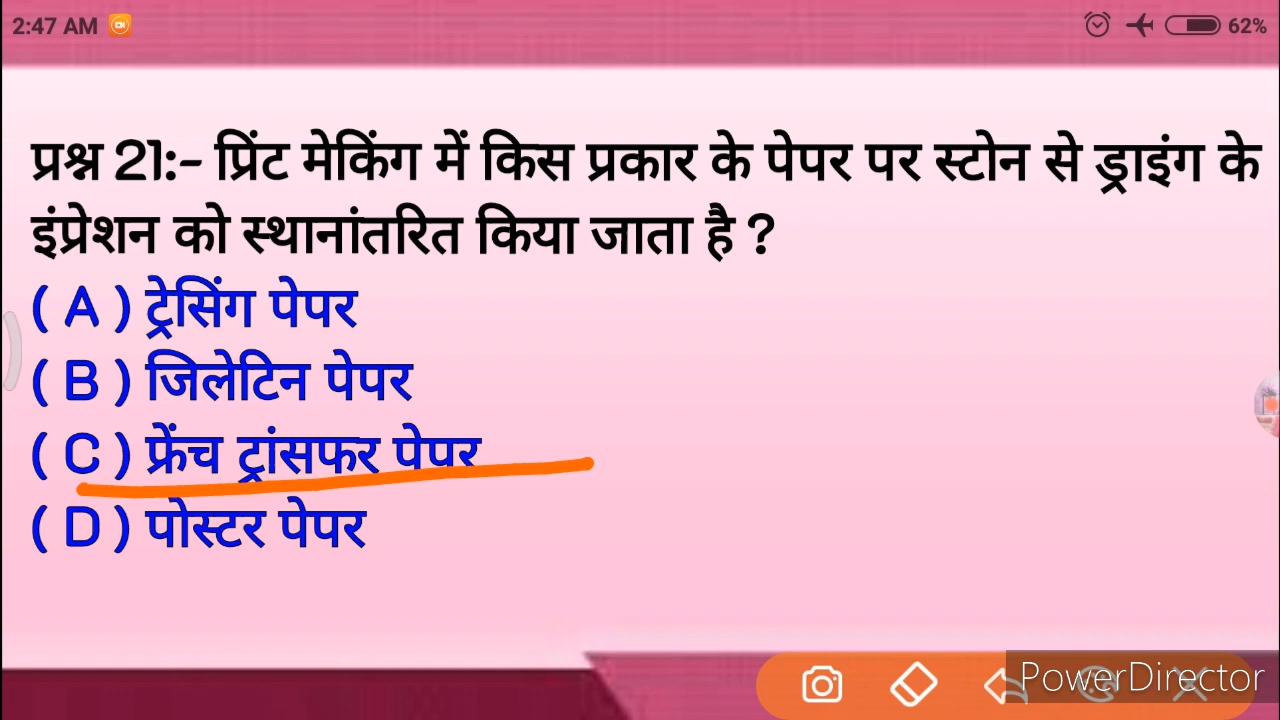 2:47 AM 62%
प्रश्न 21:- प्रिंट मेकिंग में किस प्रकार के पेपर पर स्टोन से ड्राइंग के
इंप्रेशन को स्थानांतरित किया जाता है ?
( A ) ट्रेसिंग पेपर
( B ) जिलेटिन पेपर
( C ) फ्रेंच ट्रांसफर पेपर
( D ) पोस्टर पेपर
PowerDirector